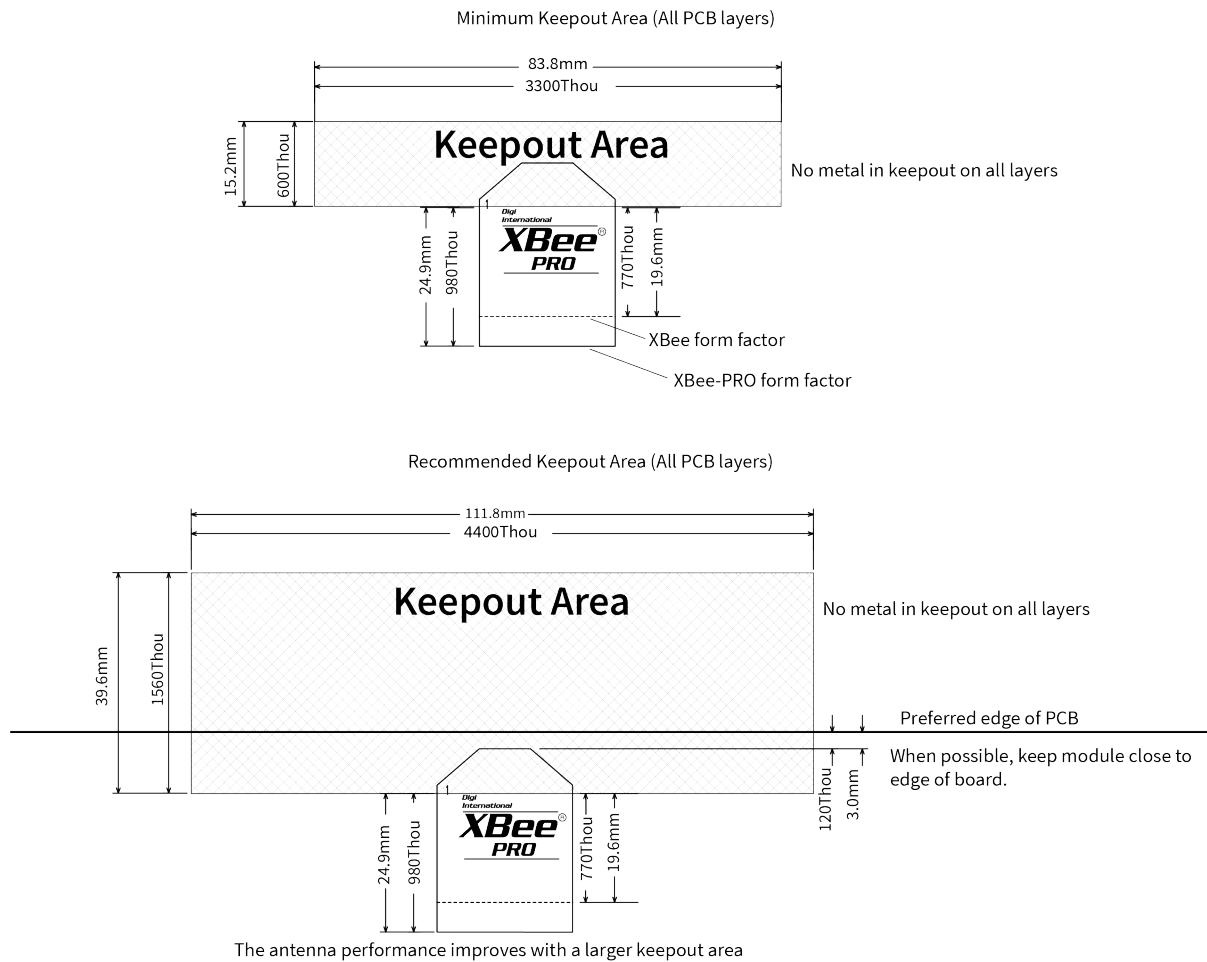 Minimum Keepout Area (All PCB layers)
83.8mm
3300Thou
Keepout Area
15.2mm
600Thou
No metal in keepout on all layers
1
Digi
International
XBee®
PRO
24.9mm
980Thou
770Thou
19.6mm
XBee form factor
XBee-PRO form factor
Recommended Keepout Area (All PCB layers)
111.8mm
4400Thou
Keepout Area
No metal in keepout on all layers
39.6mm
1560Thou
Preferred edge of PCB
When possible, keep module close to
edge of board.
120Thou
3.0mm
1
Digi
International
XBee®
PRO
24.9mm
980Thou
770Thou
19.6mm
The antenna performance improves with a larger keepout area